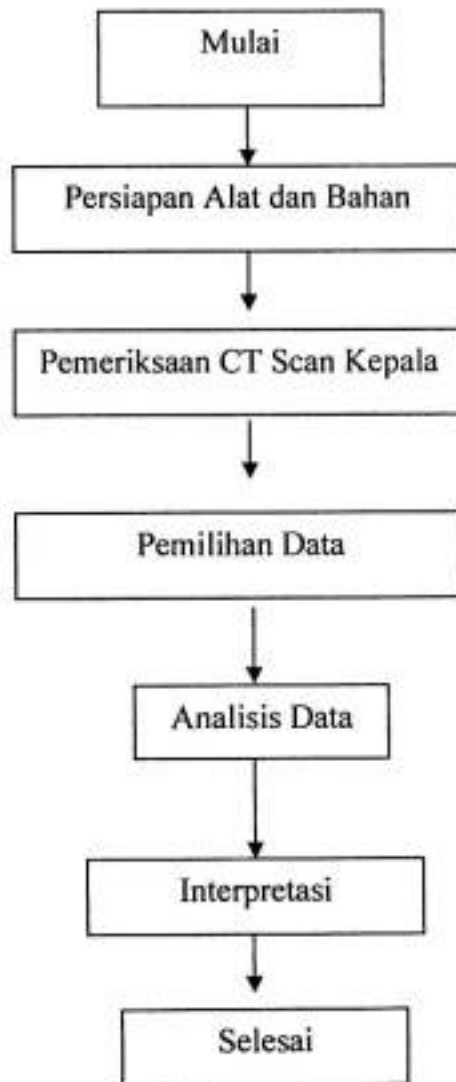 Mulai
Persiapan Alat dan Bahan
Pemeriksaan CT Scan Kepala
Pemilihan Data
Analisis Data
Interpretasi
Selesai